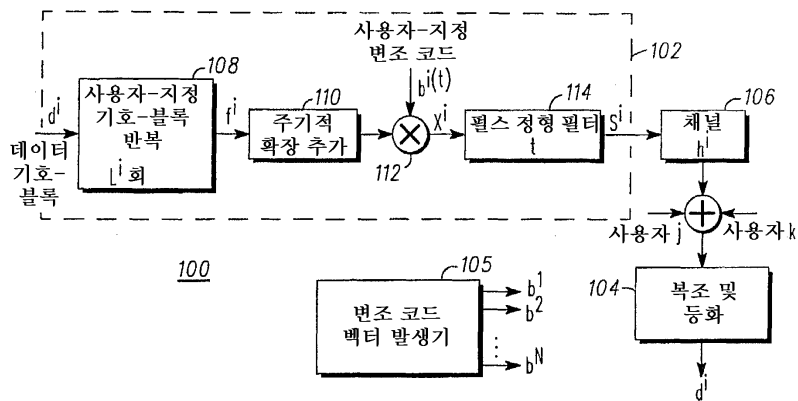 사용자-지정
변조 코드
102
108
사용자-지정
기호-블록
반복
L^i 회
d^i
데이터
기호-
블록
f^i
110
주기적
확장 추가
b^i(t)
112
X^i
114
펄스 정형 필터
t
S^i
106
채널
h^i
사용자 j
사용자 k
100
105
변조 코드
벡터 발생기
b^1
b^2
⋮
b^N
104
복조 및
등화
d^i